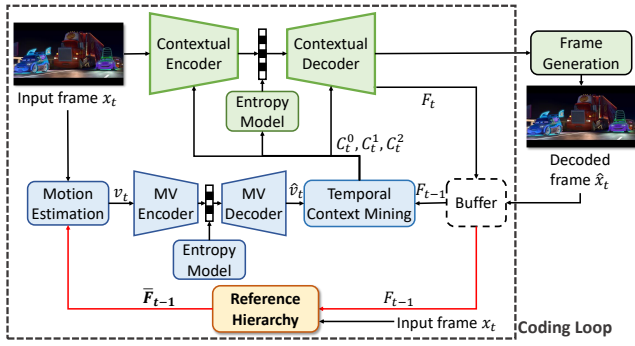 Contextual
Encoder
Contextual
Decoder
Frame
Generation
Input frame x_t
Entropy
Model
F_t
C_t^0, C_t^1, C_t^2
Decoded
frame x̂_t
Motion
Estimation
v_t
MV
Encoder
MV
Decoder
v̂_t
Temporal
Context Mining
F_{t-1}
Buffer
Entropy
Model
F̅_{t-1}
Reference
Hierarchy
F_{t-1}
Input frame x_t
Coding Loop